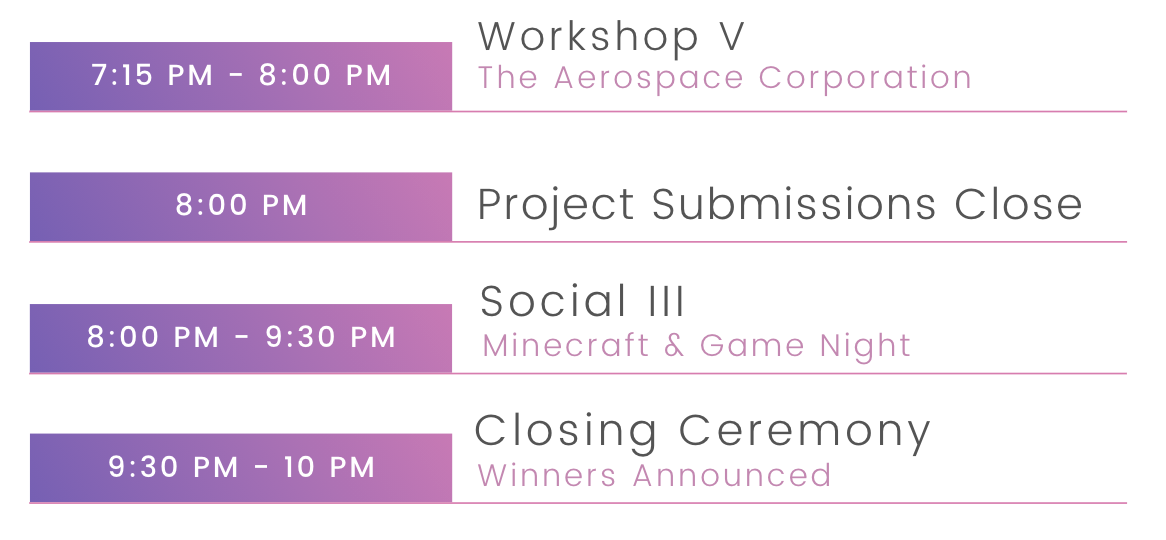 Workshop V
7:15 PM - 8:00 PM
The Aerospace Corporation
8:00 PM
Project Submissions Close
Social III
8:00 PM - 9:30 PM
Minecraft & Game Night
Closing Ceremony
9:30 PM - 10 PM
Winners Announced